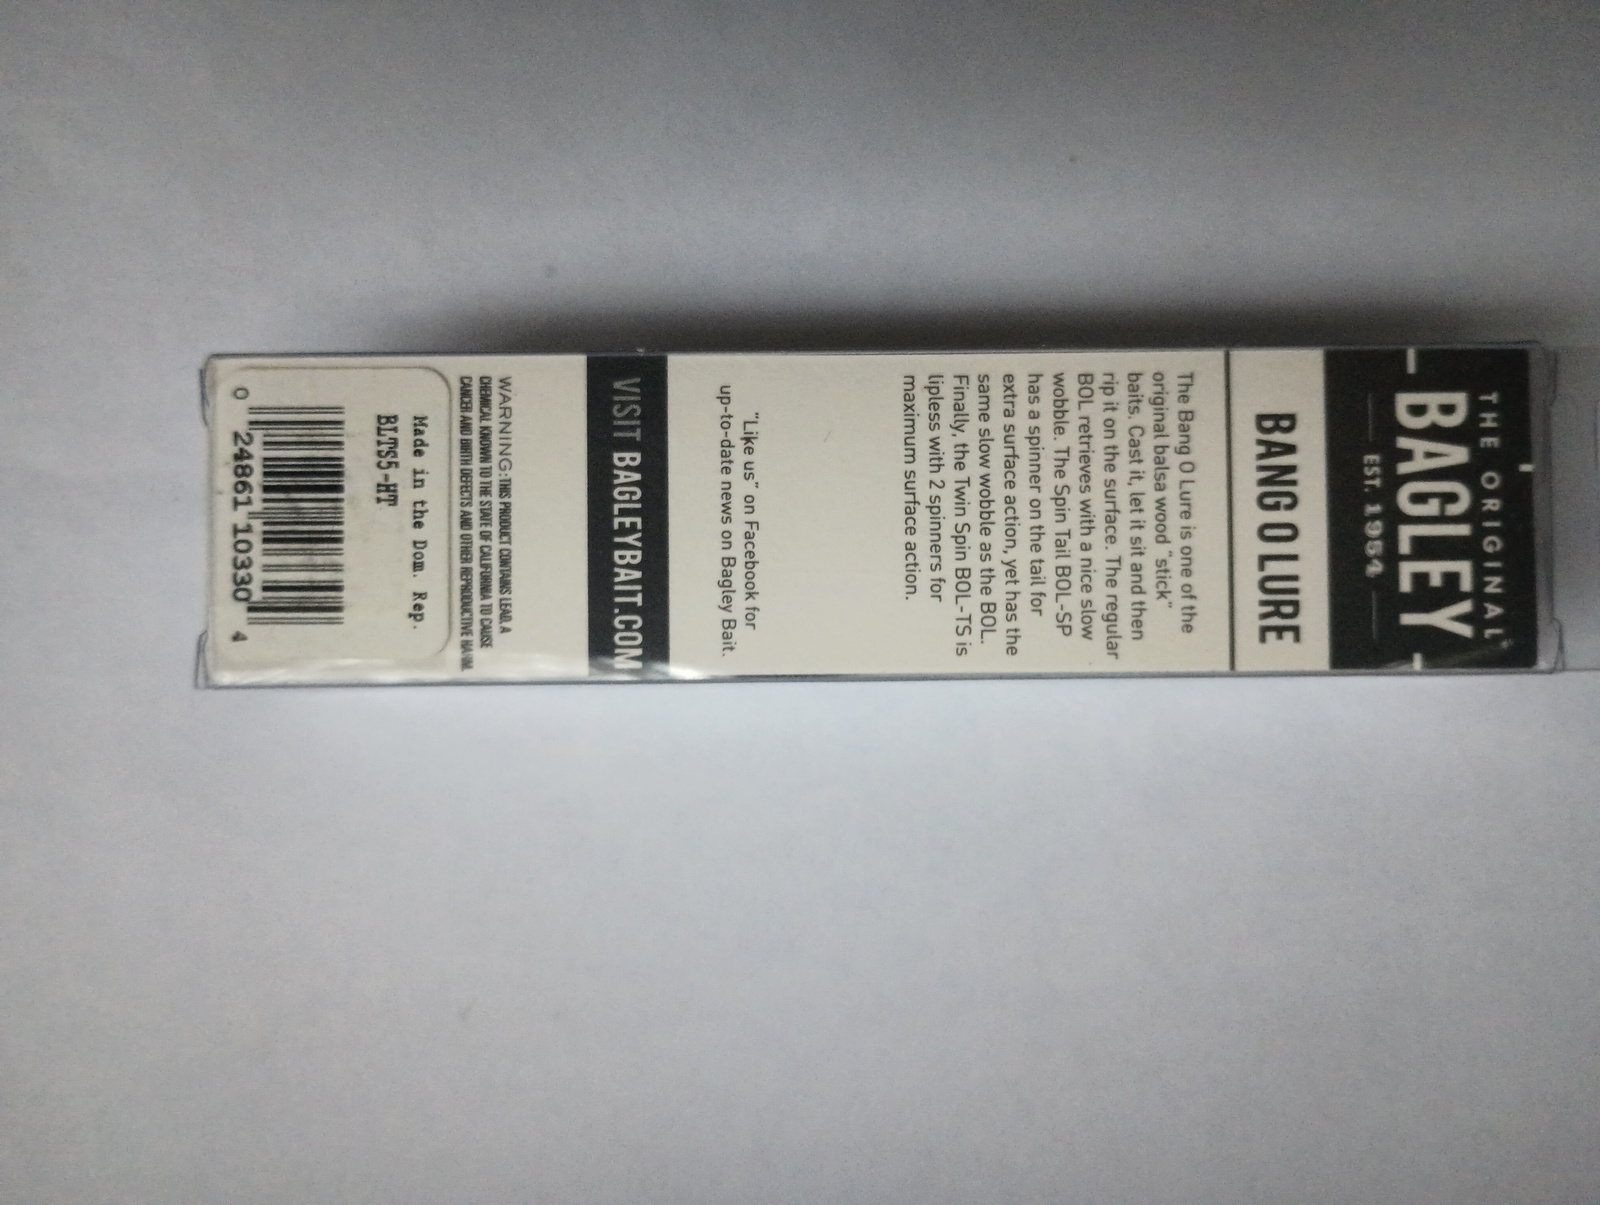 THE ORIGINAL
BAGLEY
EST. 1954
BANG O LURE
The Bang O Lure is one of the
original balsa wood "stick"
baits. Cast it, let it sit and then
rip it on the surface. The regular
BOL retrieves with a nice slow
wobble. The Spin Tail BOL-SP
has a spinner on the tail for
extra surface action, yet has the
same slow wobble as the BOL.
Finally, the Twin Spin BOL-TS is
lipless with 2 spinners for
maximum surface action.
"Like us" on Facebook for
up-to-date news on Bagley Bait.
VISIT BAGLEYBAIT.COM
WARNING: THIS PRODUCT CONTAINS LEAD, A
CHEMICAL KNOWN TO THE STATE OF CALIFORNIA TO CAUSE
CANCER AND BIRTH DEFECTS AND OTHER REPRODUCTIVE HARM.
Made in the Dom. Rep.
BLTS5-HT
0 24861 10330 4